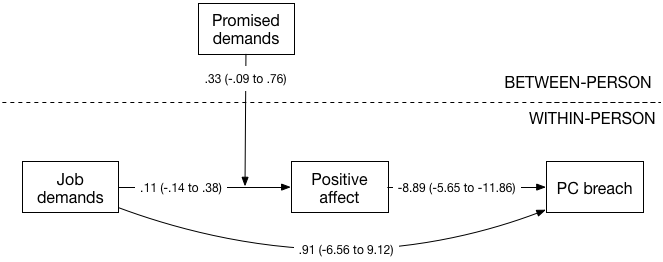 Promised
demands
.33 (-.09 to .76)
BETWEEN-PERSON
WITHIN-PERSON
Job
demands
.11 (-.14 to .38)
Positive
affect
-8.89 (-5.65 to -11.86)
PC breach
.91 (-6.56 to 9.12)